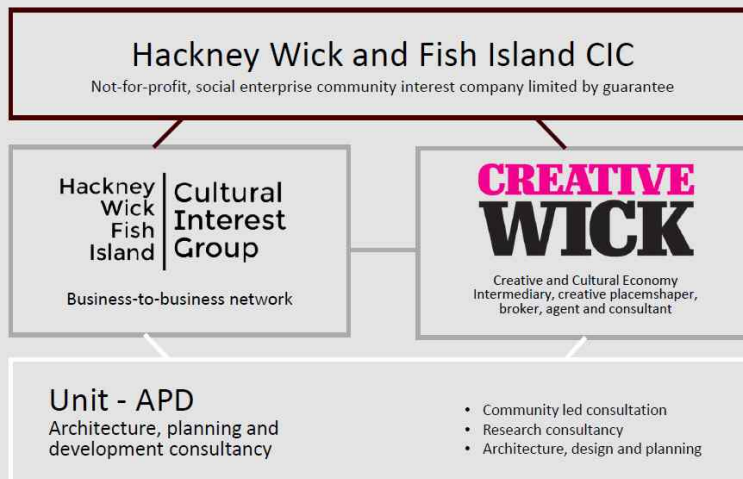 Hackney Wick and Fish Island CIC
Not-for-profit, social enterprise community interest company limited by guarantee
Hackney
Wick
Fish
Island
Cultural
Interest
Group
Business-to-business network
CREATIVE
WICK
Creative and Cultural Economy
Intermediary, creative placemshaper,
broker, agent and consultant
Unit - APD
Architecture, planning and
development consultancy
• Community led consultation
• Research consultancy
• Architecture, design and planning